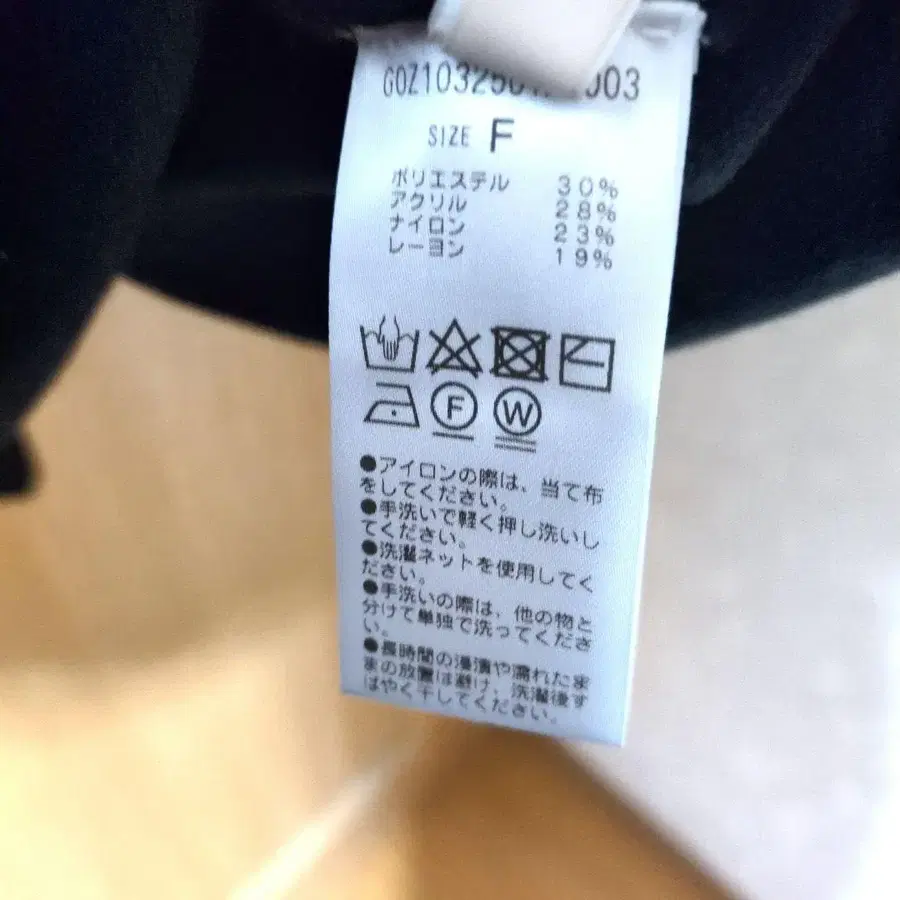 SIZE F
ポリエステル 30%
アクリル 28%
ナイロン 23%
レーヨン 19%
F W
●アイロンの際は、当て布
をしてください。
●手洗いで軽く押し洗いし
てください。
●洗濯ネットを使用してく
ださい。
●手洗いの際は、他の物と
分けて単独で洗ってくださ
い。
●長時間の浸漬や濡れたま
まの放置は避け、洗濯後す
ばやく干してください。